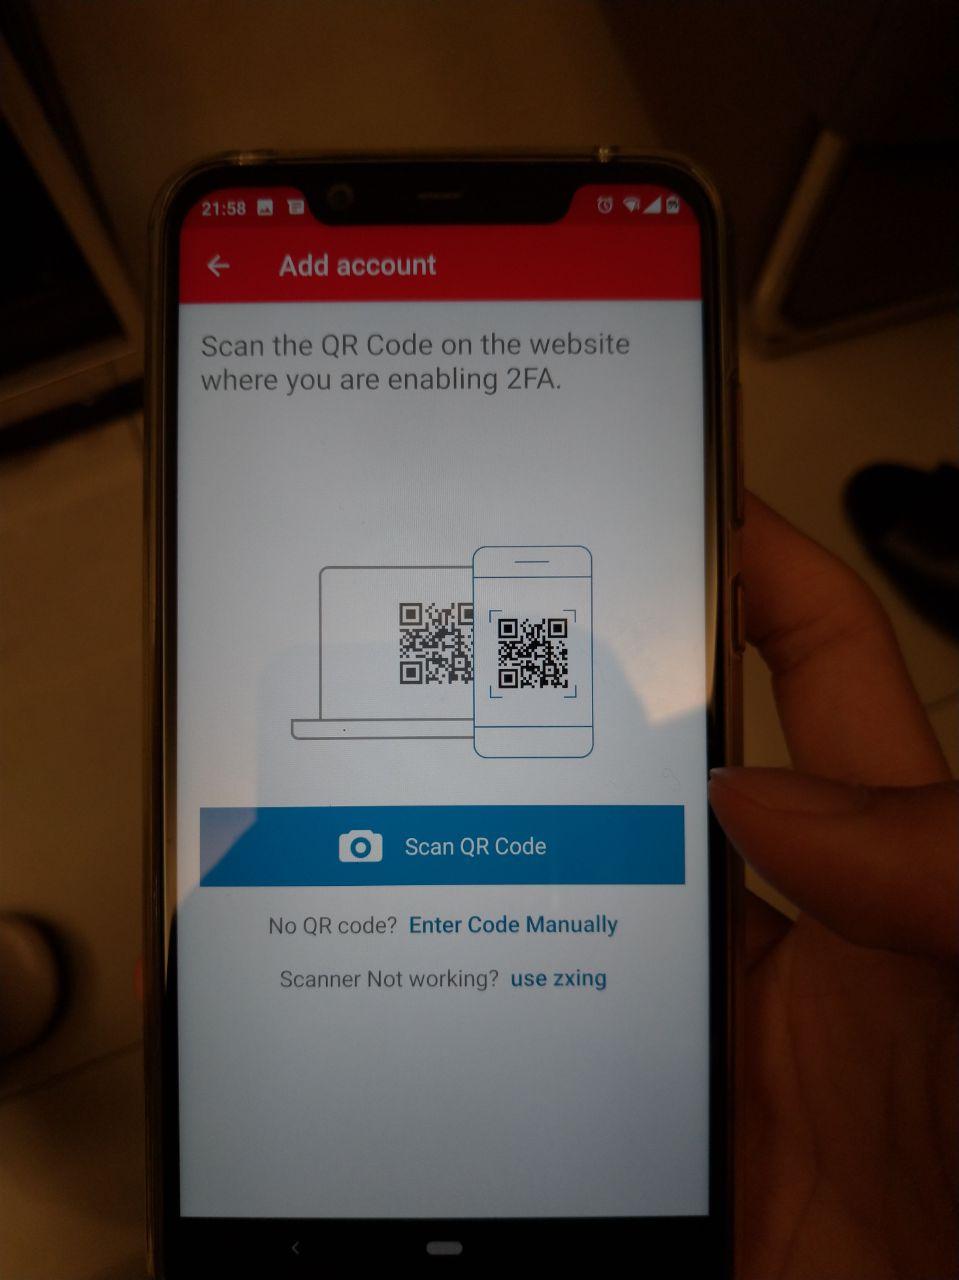 21:58
Add account
Scan the QR Code on the website
where you are enabling 2FA.
Scan QR Code
No QR code? Enter Code Manually
Scanner Not working? use zxing